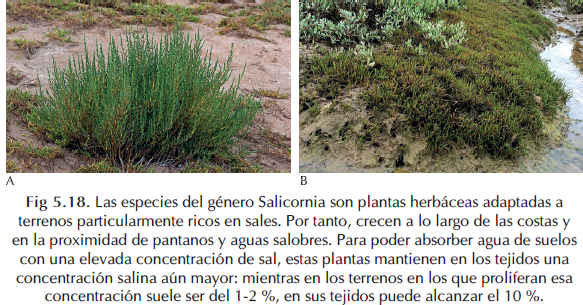 A
B
Fig 5.18. Las especies del género Salicornia son plantas herbáceas adaptadas a
terrenos particularmente ricos en sales. Por tanto, crecen a lo largo de las costas y
en la proximidad de pantanos y aguas salobres. Para poder absorber agua de suelos
con una elevada concentración de sal, estas plantas mantienen en los tejidos una
concentración salina aún mayor: mientras en los terrenos en los que proliferan esa
concentración suele ser del 1-2 %, en sus tejidos puede alcanzar el 10 %.